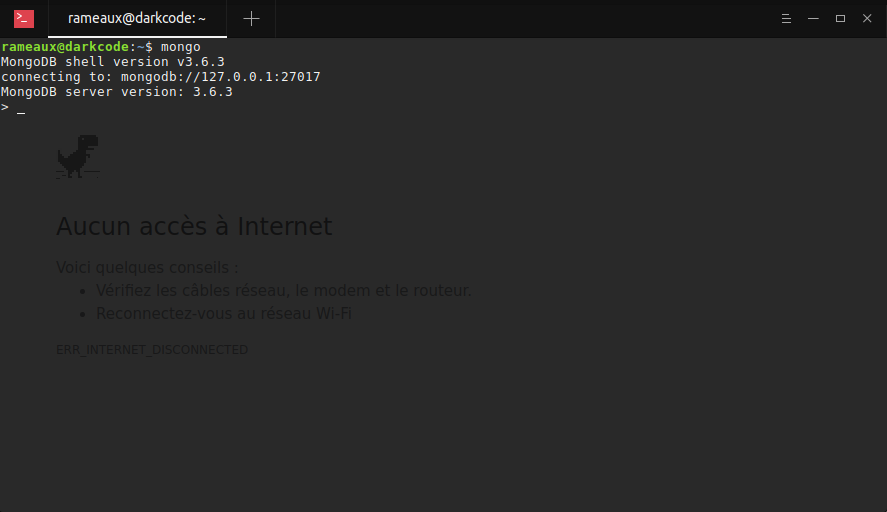 rameaux@darkcode: ~
rameaux@darkcode:~$ mongo
MongoDB shell version v3.6.3
connecting to: mongodb://127.0.0.1:27017
MongoDB server version: 3.6.3
> _
Aucun accès à Internet
Voici quelques conseils :
• Vérifiez les câbles réseau, le modem et le routeur.
• Reconnectez-vous au réseau Wi-Fi
ERR_INTERNET_DISCONNECTED